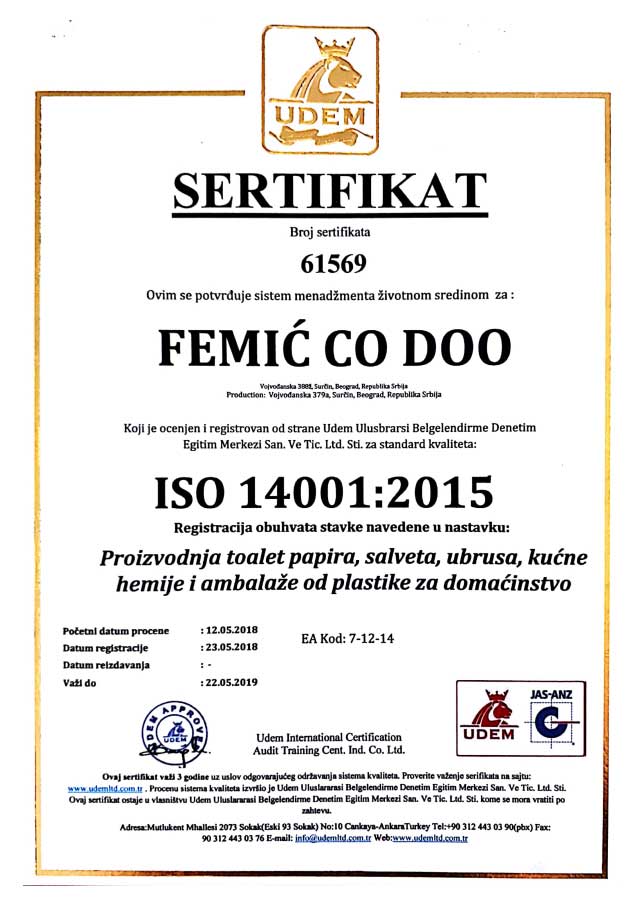 UDEM
SERTIFIKAT
Broj sertifikata
61569
Ovim se potvrđuje sistem menadžmenta životnom sredinom za :
FEMIĆ CO DOO
Surčin, Beograd, Republika Srbija
Production: Vojvođanska 379a, Surčin, Beograd, Republika Srbija
Koji je ocenjen i registrovan od strane Udem Ulusbrarsi Belgelendirme Denetim
Egitim Merkezi San. Ve Tic. Ltd. Sti. za standard kvaliteta:
ISO 14001:2015
Registracija obuhvata stavke navedene u nastavku:
Proizvodnja toalet papira, salveta, ubrusa, kućne
hemije i ambalaže od plastike za domaćinstvo
Početni datum procene : 12.05.2018
Datum registracije : 23.05.2018
Datum reizdavanja : -
Važi do : 22.05.2019
EA Kod: 7-12-14
UDEM APPROVED
UDEM
Udem International Certification
Audit Training Cent. Ind. Co. Ltd.
UDEM
JAS-ANZ
Ovaj sertifikat važi 3 godine uz uslov odgovarajućeg održavanja sistema kvaliteta. Proverite važenje serifikata na sajtu:
www.udemltd.com.tr . Procenu sistema kvaliteta izvršio je Udem Uluslararasi Belgelendirme Denetim Egitim Merkezi San. Ve Tic. Ltd. Sti.
Ovaj sertifikat ostaje u vlasništvu Udem Uluslararasi Belgelendirme Denetim Egitim Merkezi San. Ve Tic. Ltd. Sti. kome se mora vratiti po
zahtevu.
Adresa:Mutlukent Mhallesi 2073 Sokak(Eski 93 Sokak) No:10 Cankaya-AnkaraTurkey Tel:+90 312 443 03 90(pbx) Fax:
90 312 443 03 76 E-mail: info@udemltd.com.tr Web:www.udemltd.com.tr